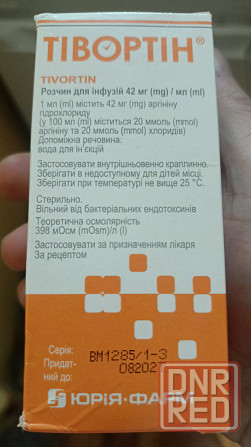 ТІВОРТІН®
TIVORTIN
Розчин для інфузій 42 мг (mg) / мл (ml)
1 мл (ml) містить 42 мг (mg) аргініну
гідрохлориду
(у 100 мл (ml) міститься 20 ммоль (mmol)
аргініну та 20 ммоль (mmol) хлоридів)
Допоміжна речовина:
вода для ін'єкцій
Застосовувати внутрішньовенно краплинно.
Зберігати в недоступному для дітей місці.
Зберігати при температурі не вище 25 °C.
Стерильно.
Вільний від бактеріальних ендотоксинів
Теоретична осмолярність
398 мОсм (mOsm)/л (l)
Застосовувати за призначенням лікаря
За рецептом
Серія: BM1285/1-3
Придат-
ний до: 082027
ЮРіЯ·ФАРМ
DNR
RED